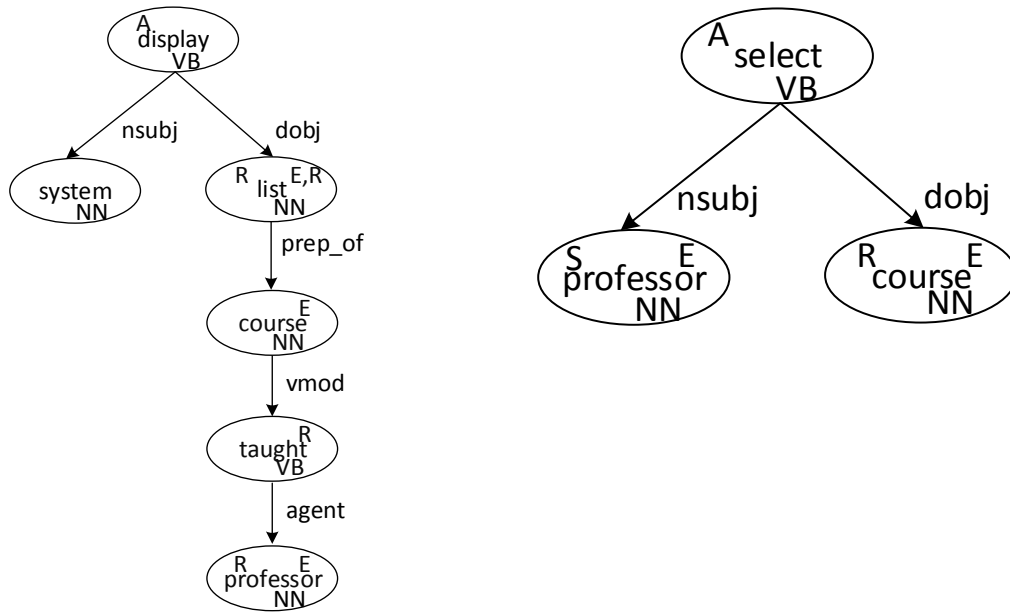 A
display
VB
nsubj
dobj
system
NN
R
E,R
list
NN
prep_of
E
course
NN
vmod
R
taught
VB
agent
R
E
professor
NN
A
select
VB
nsubj
dobj
S
E
professor
NN
R
E
course
NN